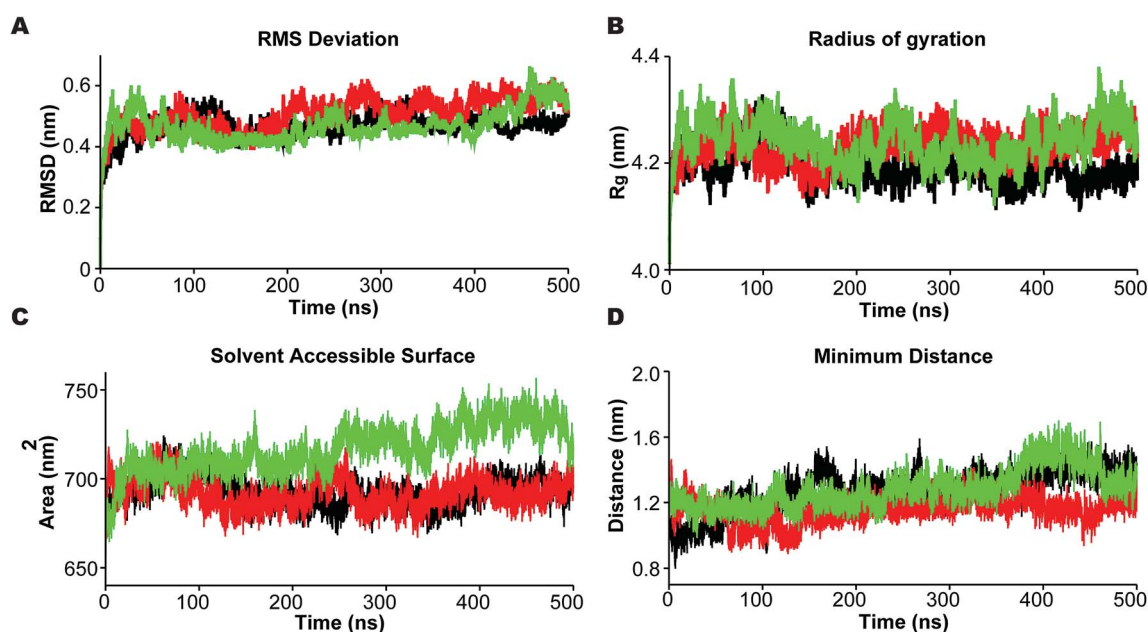 A
RMS Deviation
RMSD (nm)
0.6
0.4
0.2
0
0 100 200 300 400 500
Time (ns)
B
Radius of gyration
Rg (nm)
4.4
4.2
4.0
0 100 200 300 400 500
Time (ns)
C
Solvent Accessible Surface
Area (nm²)
750
700
650
0 100 200 300 400 500
Time (ns)
D
Minimum Distance
Distance (nm)
2.0
1.6
1.2
0.8
0 100 200 300 400 500
Time (ns)